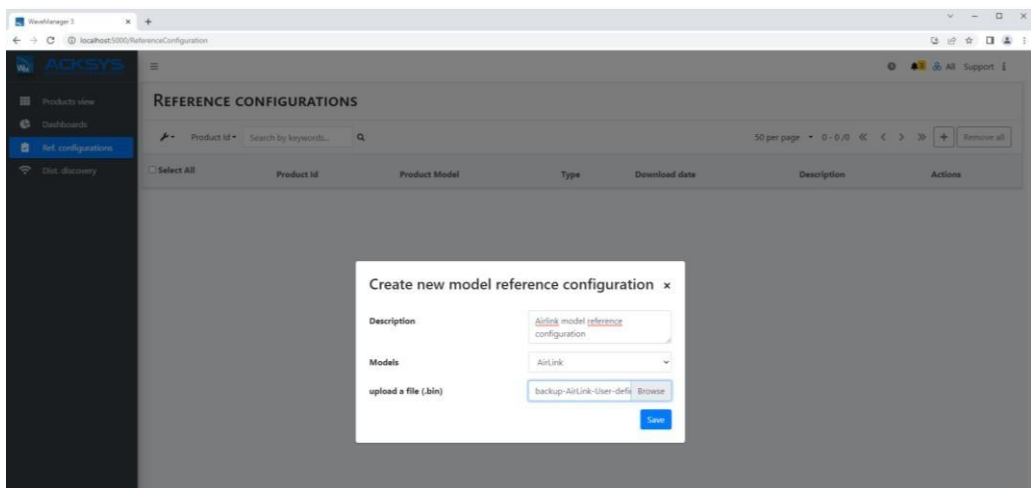 WaveManager 3
localhost:5000/ReferenceConfiguration
ACKSYS
All Support
Products view
REFERENCE CONFIGURATIONS
Dashboards
Product Id Search by keywords... 50 per page 0 - 0 /0 Remove all
Ref. configurations
Dist. discovery
Select All Product Id Product Model Type Download date Description Actions
Create new model reference configuration ×
Description Airlink model reference
configuration
Models AirLink
upload a file (.bin) backup-AirLink-User-defi Browse
Save